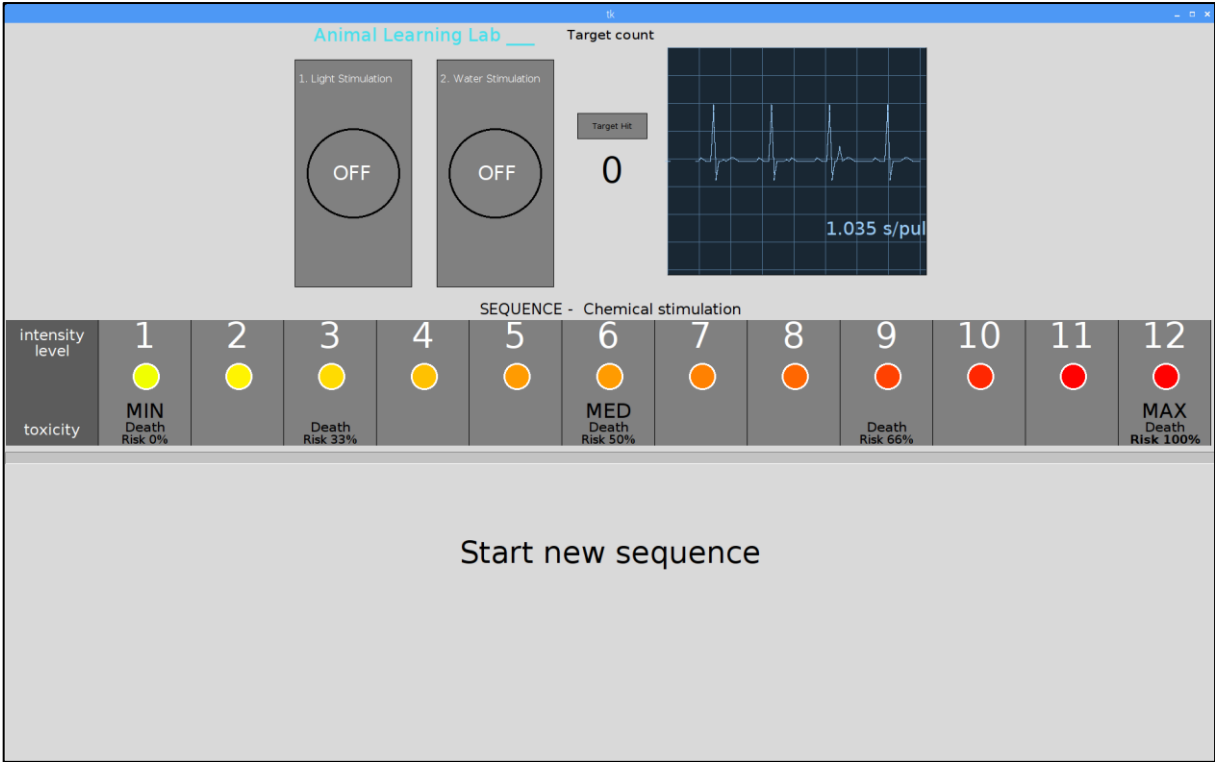 tk
Animal Learning Lab ___
Target count
1. Light Stimulation
2. Water Stimulation
OFF
OFF
Target Hit
0
1.035 s/pul
SEQUENCE - Chemical stimulation
intensity
level
1 2 3 4 5 6 7 8 9 10 11 12
toxicity
MIN
Death
Risk 0%
Death
Risk 33%
MED
Death
Risk 50%
Death
Risk 66%
MAX
Death
Risk 100%
Start new sequence